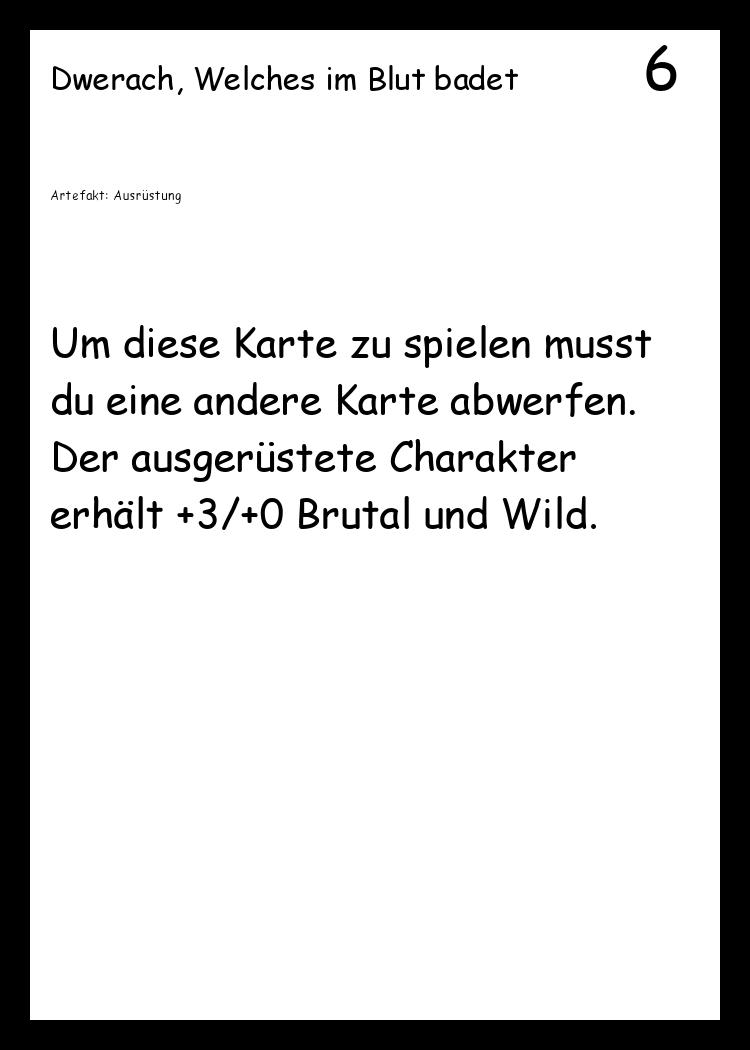 Dwerach, Welches im Blut badet 6
Artefakt: Ausrüstung
Um diese Karte zu spielen musst
du eine andere Karte abwerfen.
Der ausgerüstete Charakter
erhält +3/+0 Brutal und Wild.